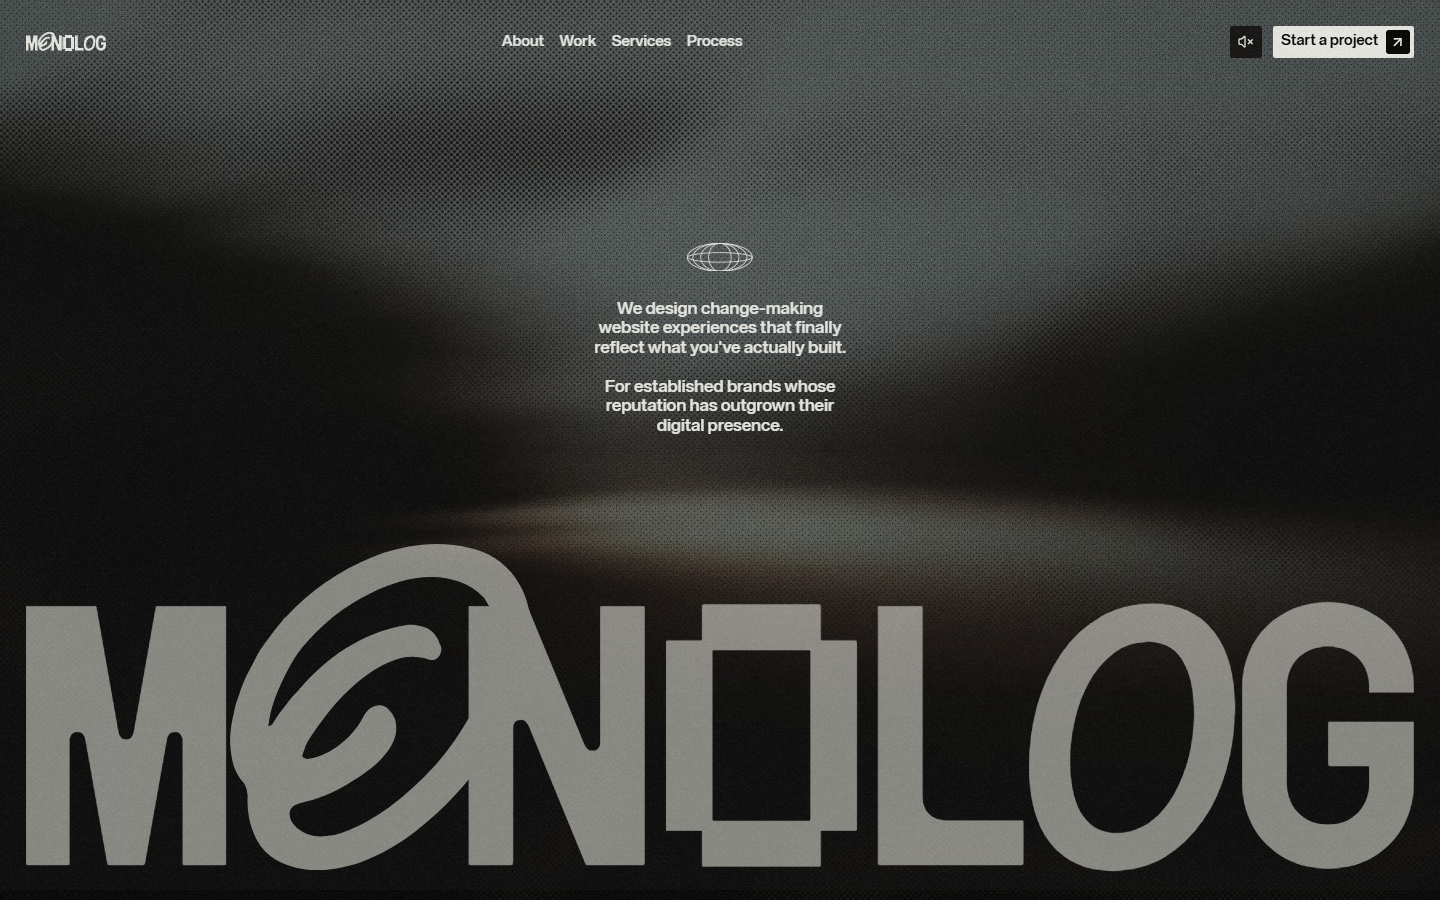 MONOLOG
About Work Services Process
Start a project
We design change-making
website experiences that finally
reflect what you've actually built.
For established brands whose
reputation has outgrown their
digital presence.
MONOLOG